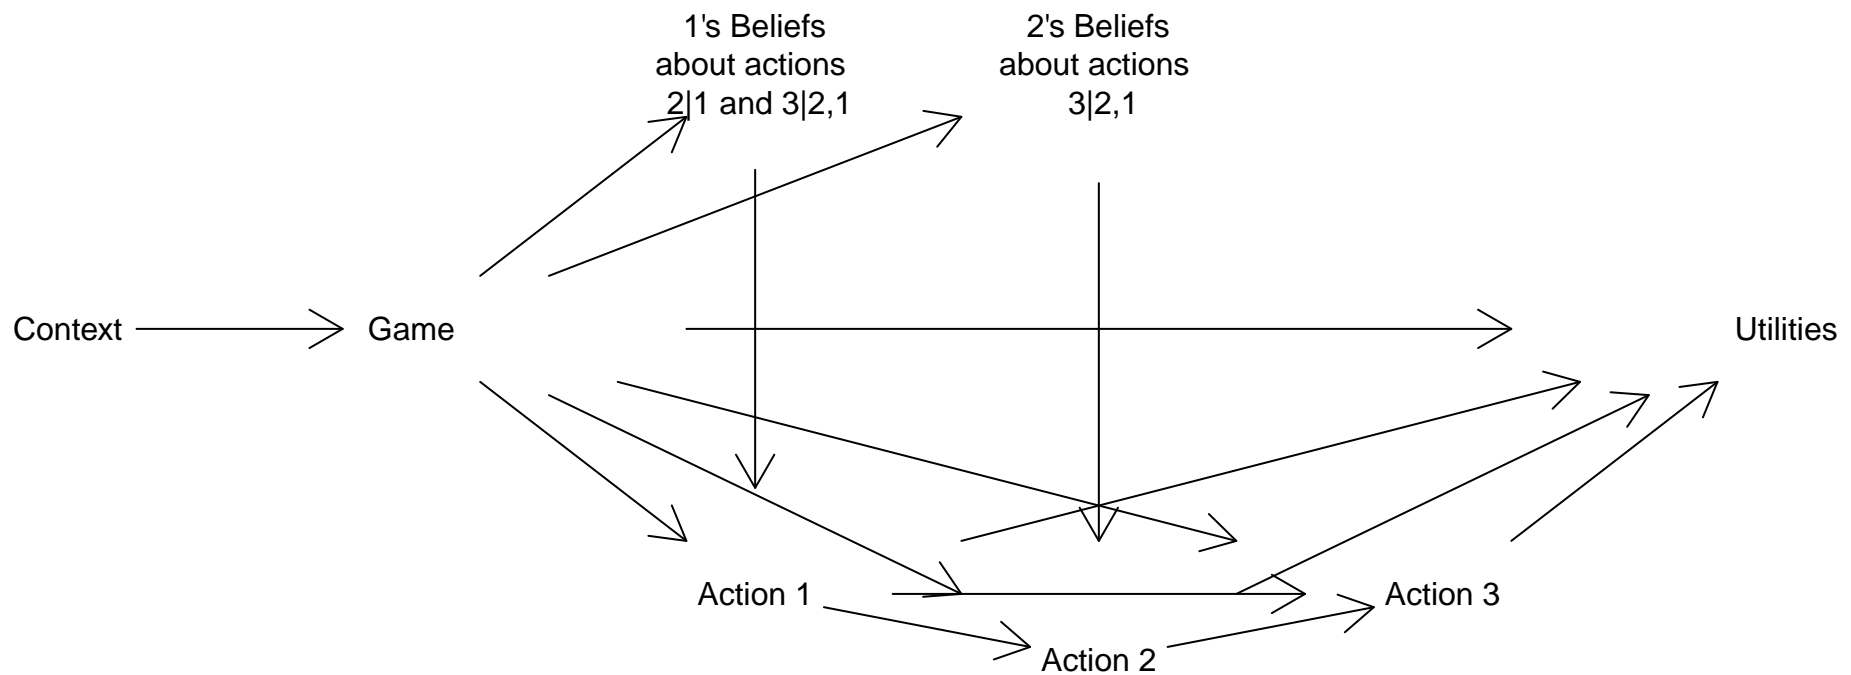 1's Beliefs
about actions
2|1 and 3|2,1
2's Beliefs
about actions
3|2,1
Context
Game
Utilities
Action 1
Action 3
Action 2